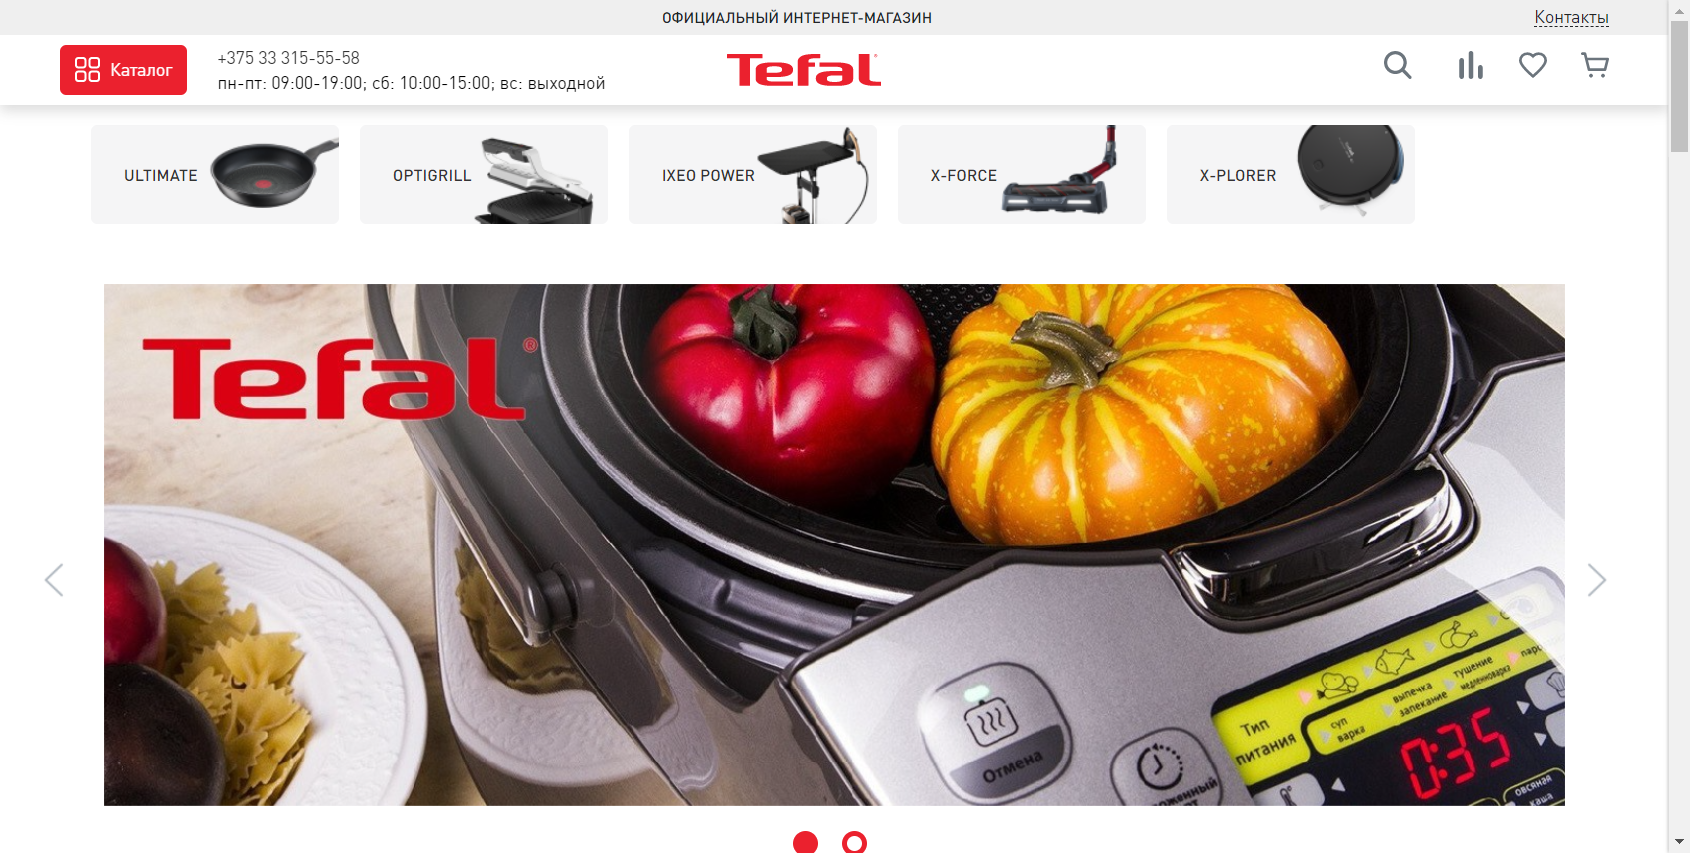 ОФИЦИАЛЬНЫЙ ИНТЕРНЕТ-МАГАЗИН
Контакты
Каталог
+375 33 315-55-58
пн-пт: 09:00-19:00; сб: 10:00-15:00; вс: выходной
Tefal
ULTIMATE
OPTIGRILL
IXEO POWER
X-FORCE
X-PLORER
Tefal®
Отмена
Тип
питания
суп
варка
выпечка
запекание
тушение
медленноварка
0:35
овсяная
каша